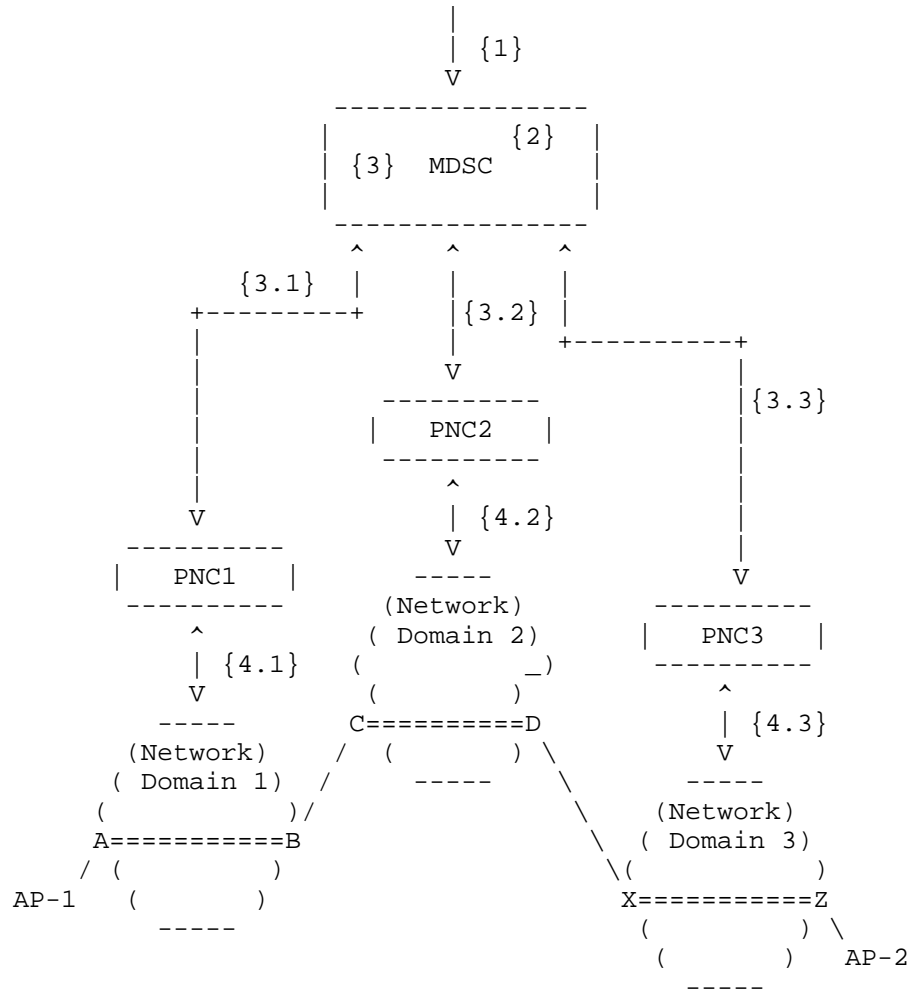 {1}
{2}
{3} MDSC
{3.1}
{3.2}
{3.3}
PNC2
{4.2}
PNC1
(Network)
( Domain 2)
PNC3
{4.1}
( _)
( )
C==========D
{4.3}
(Network)
( Domain 1)
( )
(Network)
( )
A===========B
( Domain 3)
( )
( )
AP-1
( )
X===========Z
( )
( )
AP-2